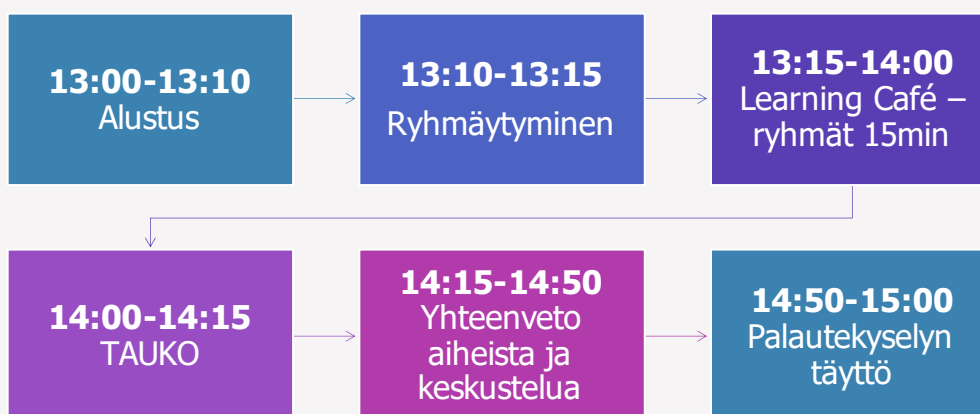 13:00-13:10
Alustus
13:10-13:15
Ryhmäytyminen
13:15-14:00
Learning Café –
ryhmät 15min
14:00-14:15
TAUKO
14:15-14:50
Yhteenveto
aiheista ja
keskustelua
14:50-15:00
Palautekyselyn
täyttö